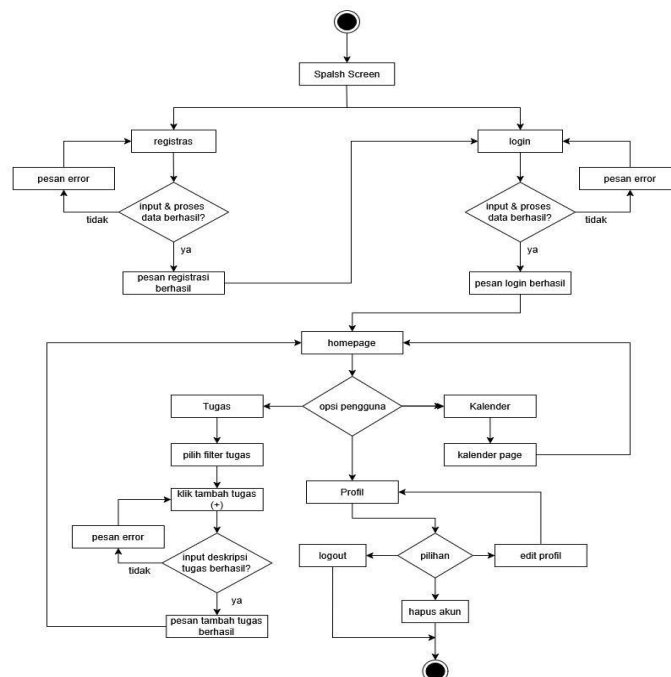 Spalsh Screen
registras
login
pesan error
pesan error
input & proses
data berhasil?
tidak
input & proses
data berhasil?
tidak
ya
ya
pesan registrasi
berhasil
pesan login berhasil
homepage
Tugas
opsi pengguna
Kalender
pilih filter tugas
kalender page
klik tambah tugas
(+)
Profil
pesan error
input deskripsi
tugas berhasil?
tidak
logout
pilihan
edit profil
ya
hapus akun
pesan tambah tugas
berhasil